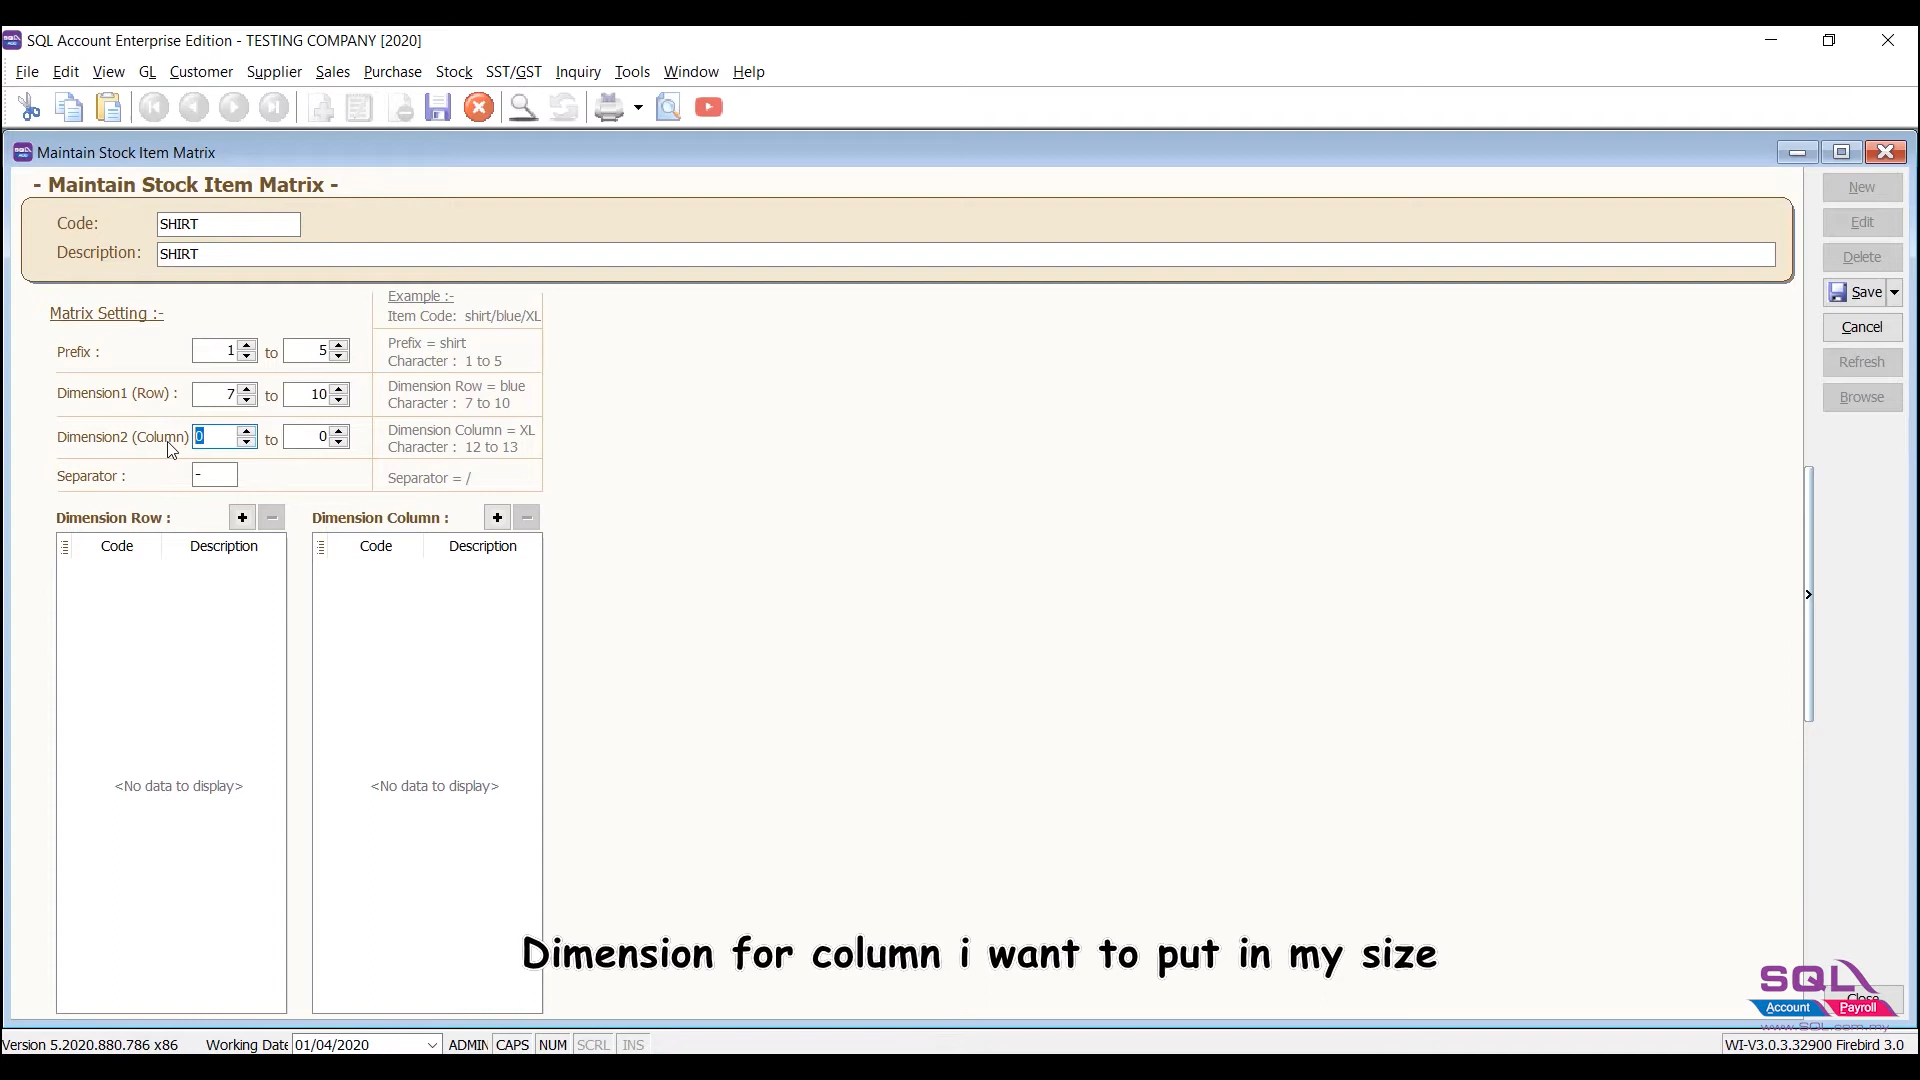 SQL Account Enterprise Edition - TESTING COMPANY [2020]
File Edit View GL Customer Supplier Sales Purchase Stock SST/GST Inquiry Tools Window Help
Maintain Stock Item Matrix
- Maintain Stock Item Matrix -
Code: SHIRT
Description: SHIRT
New
Edit
Delete
Save
Cancel
Refresh
Browse
Matrix Setting :-
Example :-
Item Code: shirt/blue/XL
Prefix : 1 to 5
Prefix = shirt
Character : 1 to 5
Dimension1 (Row) : 7 to 10
Dimension Row = blue
Character : 7 to 10
Dimension2 (Column) 0 to 0
Dimension Column = XL
Character : 12 to 13
Separator : -
Separator = /
Dimension Row : + -
Dimension Column : + -
Code Description
Code Description
<No data to display>
<No data to display>
Dimension for column i want to put in my size
SQL
Close
Account Payroll
www.SQL.com.my
Version 5.2020.880.786 x86 Working Date 01/04/2020 ADMIN CAPS NUM SCRL INS WI-V3.0.3.32900 Firebird 3.0